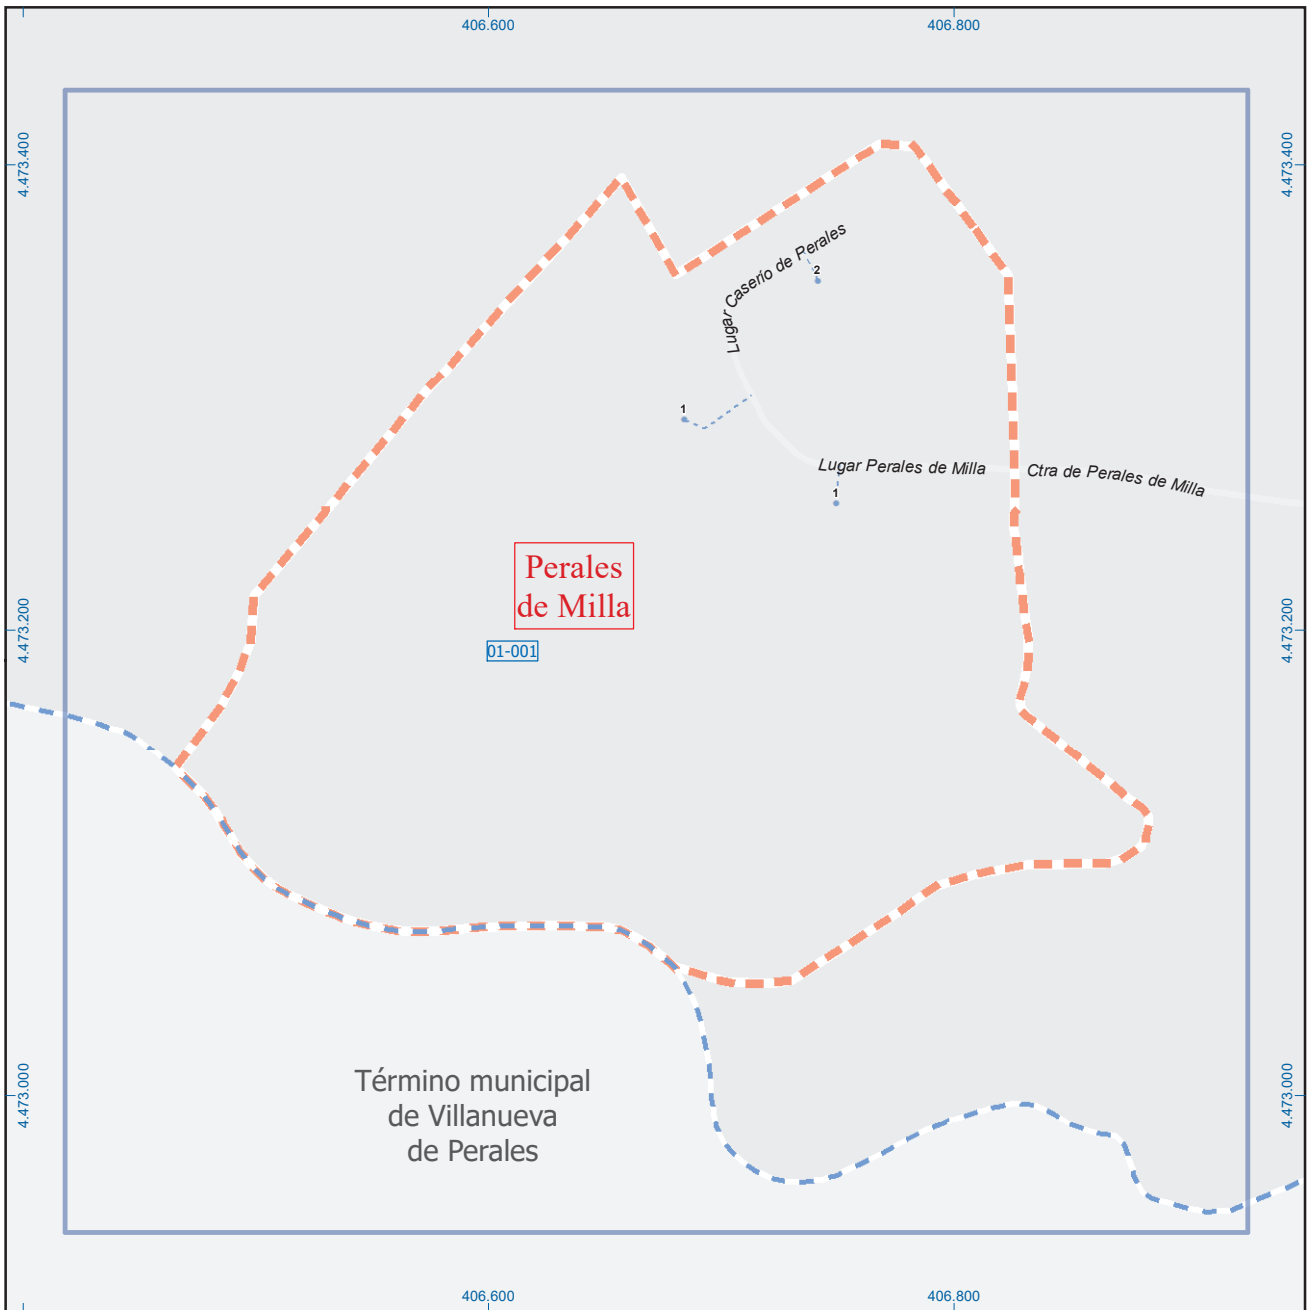 406.600
406.800
4.473.400
4.473.400
Lugar Caserío de Perales
2
1
Lugar Perales de Milla
Ctra de Perales de Milla
1
Perales
de Milla
01-001
4.473.200
4.473.200
Término municipal
de Villanueva
de Perales
4.473.000
4.473.000
406.600
406.800